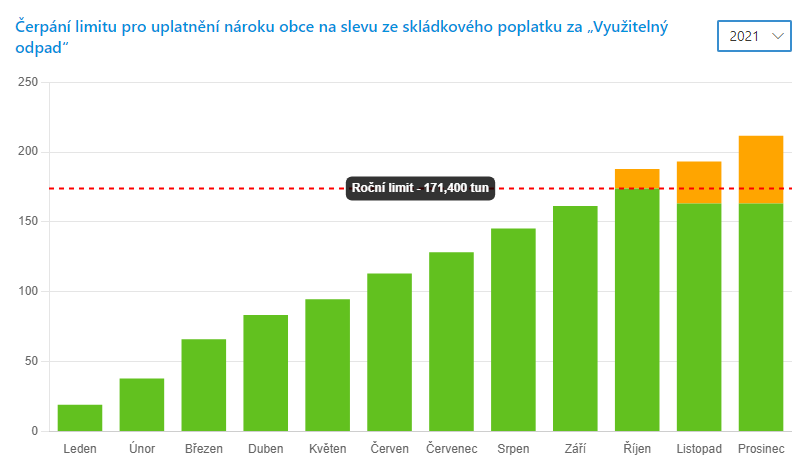 Čerpání limitu pro uplatnění nároku obce na slevu ze skládkového poplatku za „Využitelný
odpad“
2021
250
200
Roční limit - 171,400 tun
150
100
50
0
Leden Únor Březen Duben Květen Červen Červenec Srpen Září Říjen Listopad Prosinec